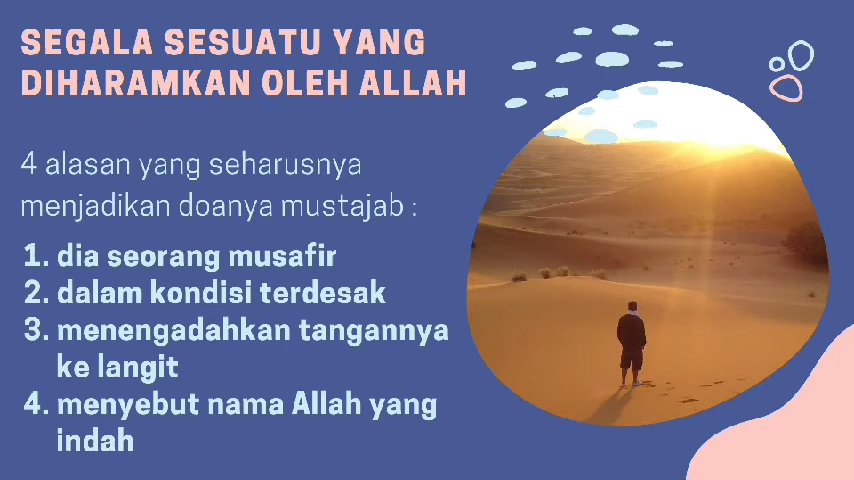 SEGALA SESUATU YANG
DIHARAMKAN OLEH ALLAH
4 alasan yang seharusnya
menjadikan doanya mustajab :
1. dia seorang musafir
2. dalam kondisi terdesak
3. menengadahkan tangannya
ke langit
4. menyebut nama Allah yang
indah